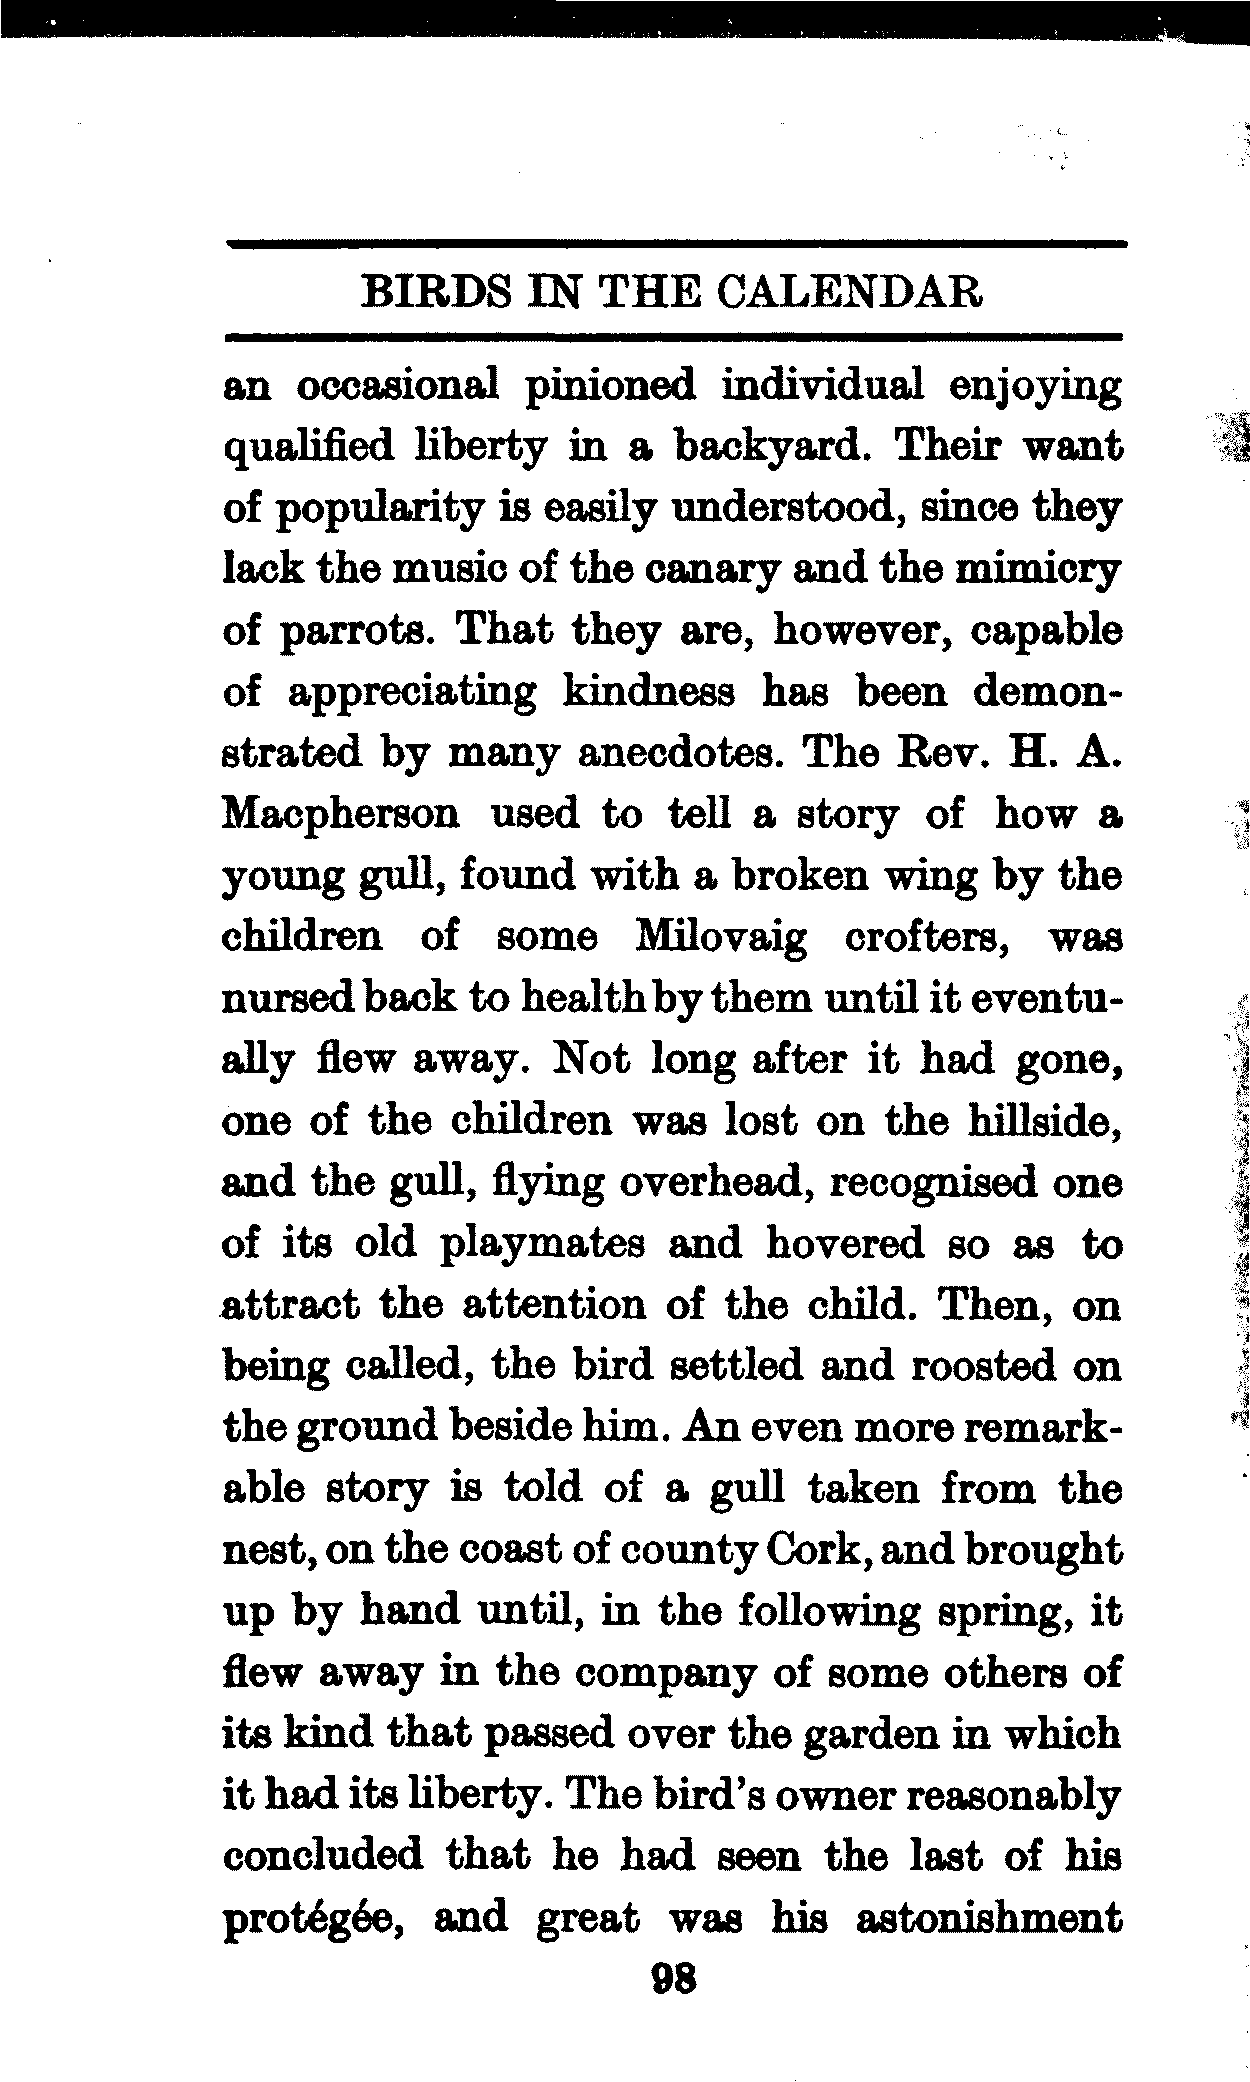 BIRDS IN THE CALENDAR
an occasional pinioned individual enjoying
qualified liberty in a backyard. Their want
of popularity is easily understood, since they
lack the music of the canary and the mimicry
of parrots. That they are, however, capable
of appreciating kindness has been demon-
strated by many anecdotes. The Rev. H. A.
Macpherson used to tell a story of how a
young gull, found with a broken wing by the
children of some Milovaig crofters, was
nursed back to health by them until it eventu-
ally flew away. Not long after it had gone,
one of the children was lost on the hillside,
and the gull, flying overhead, recognised one
of its old playmates and hovered so as to
attract the attention of the child. Then, on
being called, the bird settled and roosted on
the ground beside him. An even more remark-
able story is told of a gull taken from the
nest, on the coast of county Cork, and brought
up by hand until, in the following spring, it
flew away in the company of some others of
its kind that passed over the garden in which
it had its liberty. The bird's owner reasonably
concluded that he had seen the last of his
protégée, and great was his astonishment
98